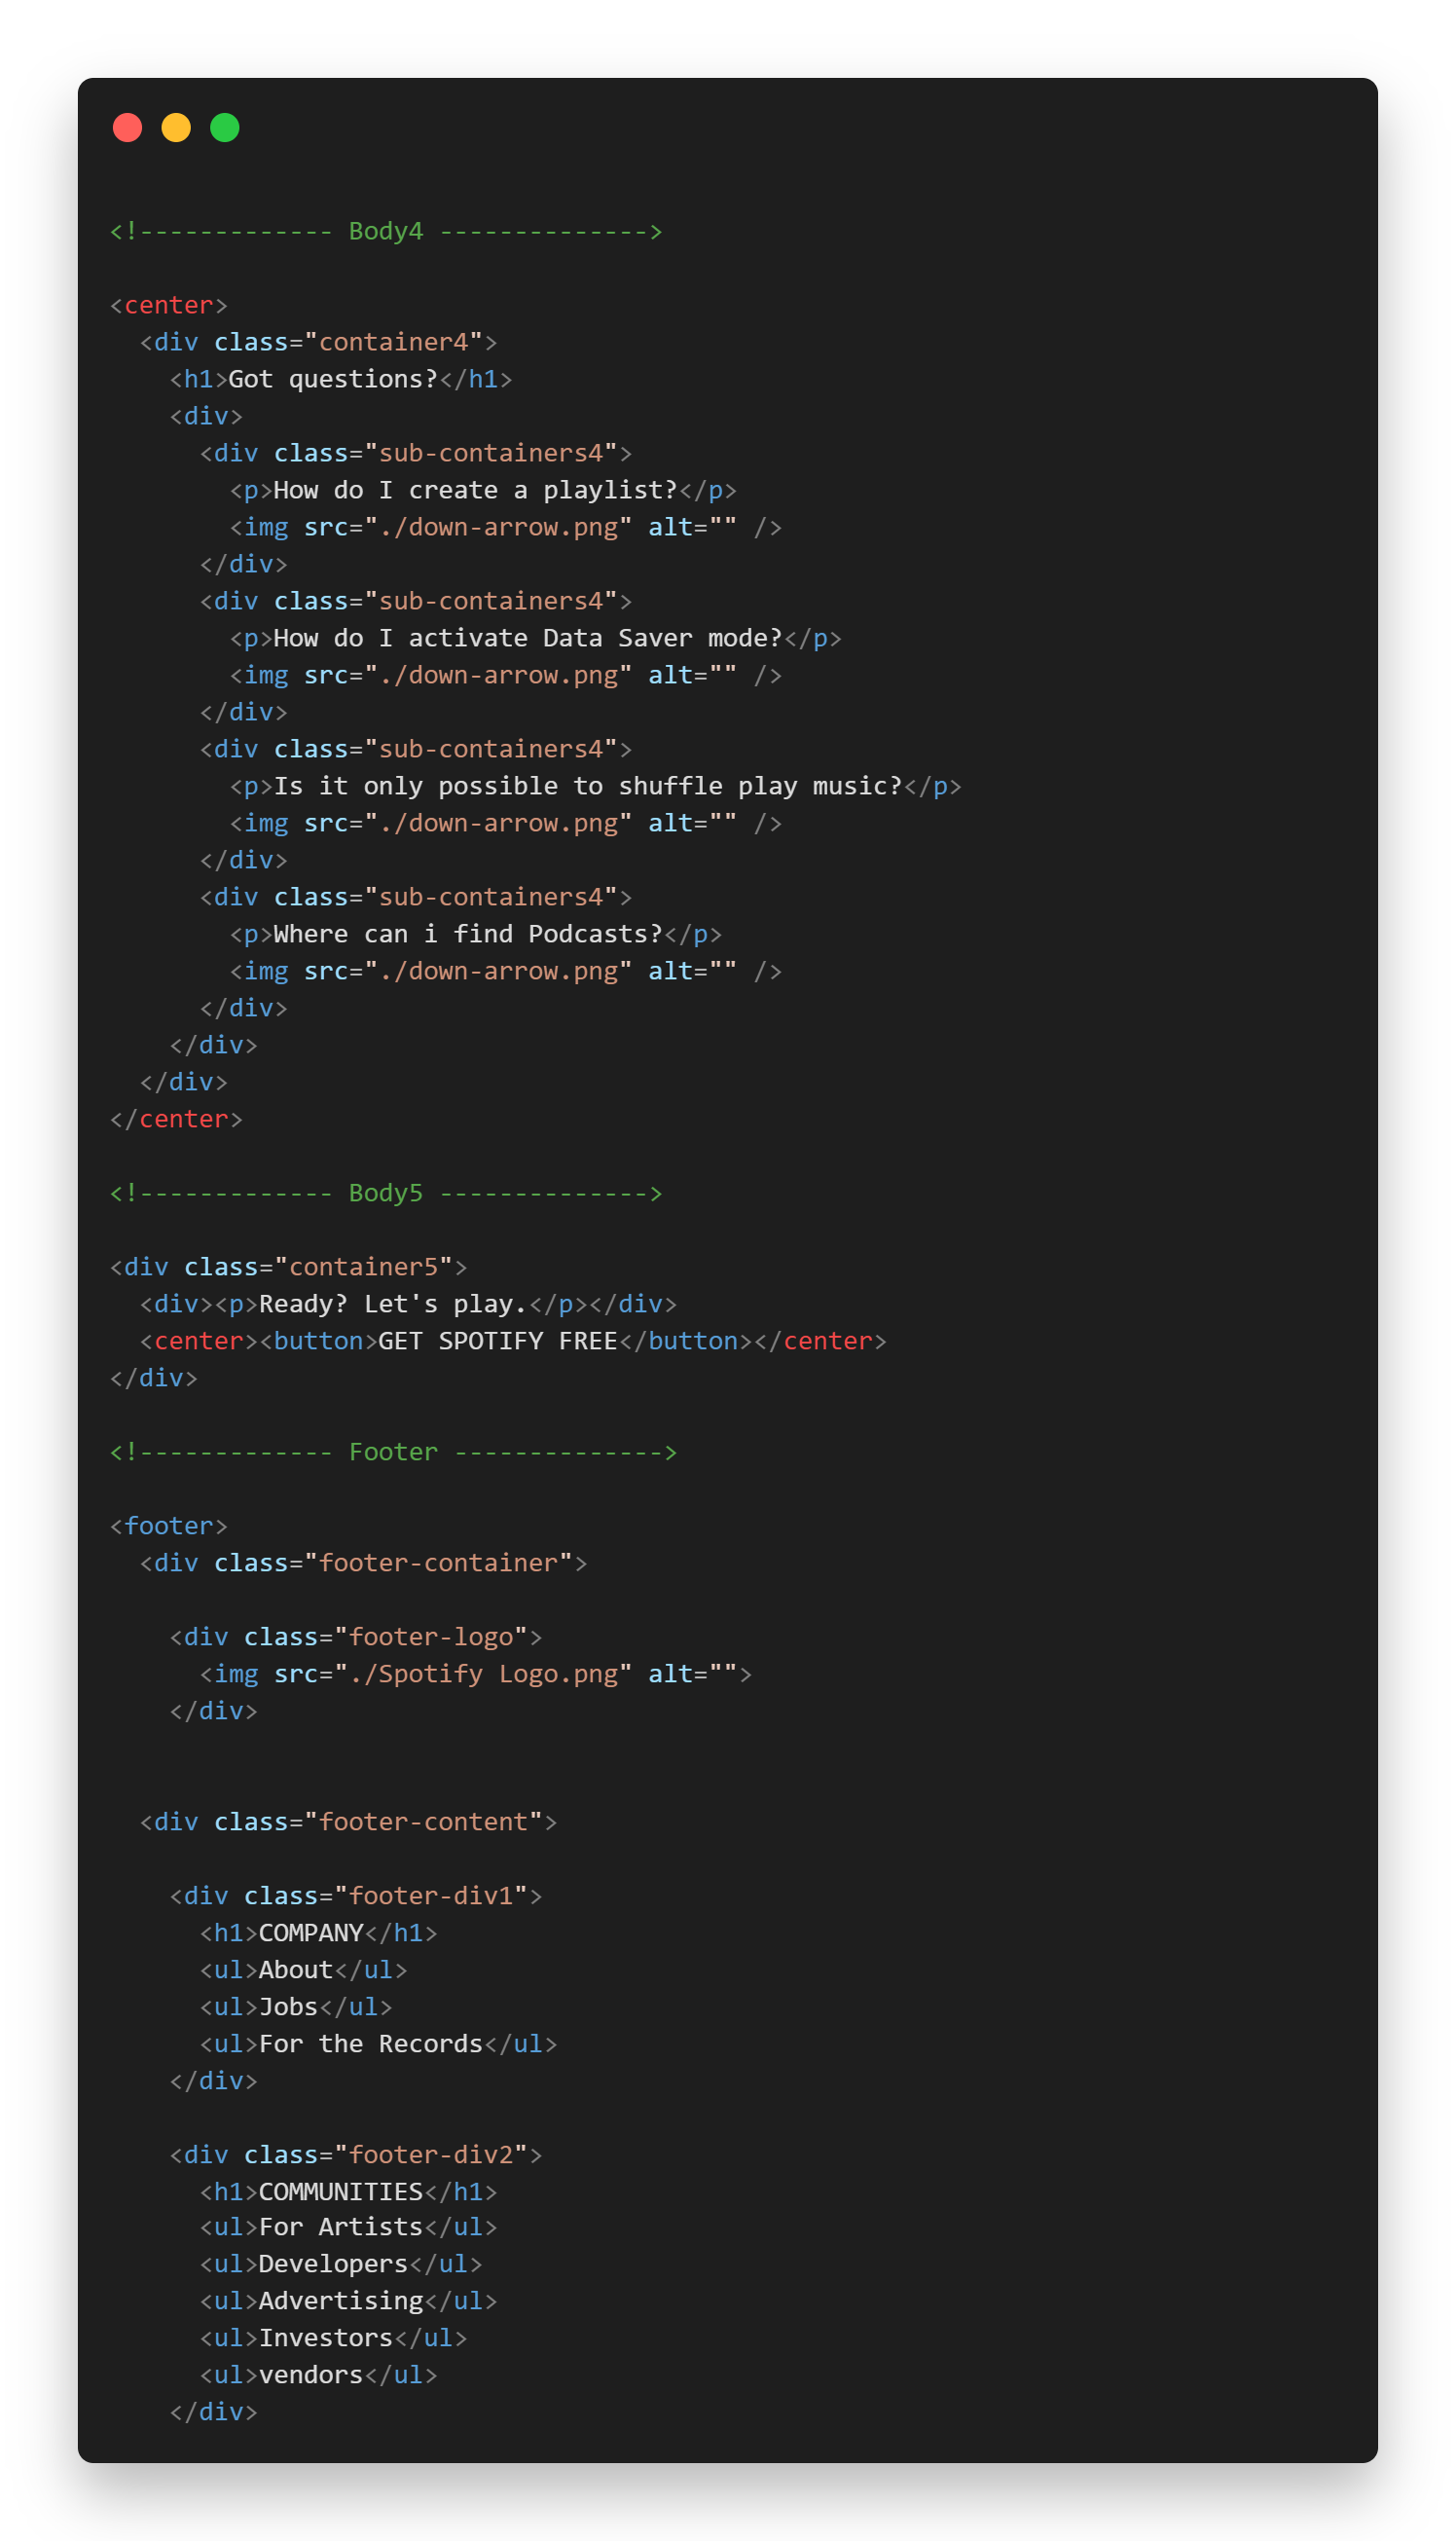 <!------------- Body4 -------------->
<center>
  <div class="container4">
    <h1>Got questions?</h1>
    <div>
      <div class="sub-containers4">
        <p>How do I create a playlist?</p>
        <img src="./down-arrow.png" alt="" />
      </div>
      <div class="sub-containers4">
        <p>How do I activate Data Saver mode?</p>
        <img src="./down-arrow.png" alt="" />
      </div>
      <div class="sub-containers4">
        <p>Is it only possible to shuffle play music?</p>
        <img src="./down-arrow.png" alt="" />
      </div>
      <div class="sub-containers4">
        <p>Where can i find Podcasts?</p>
        <img src="./down-arrow.png" alt="" />
      </div>
    </div>
  </div>
</center>
<!------------- Body5 -------------->
<div class="container5">
  <div><p>Ready? Let's play.</p></div>
  <center><button>GET SPOTIFY FREE</button></center>
</div>
<!------------- Footer -------------->
<footer>
  <div class="footer-container">
    <div class="footer-logo">
      <img src="./Spotify Logo.png" alt="">
    </div>
  <div class="footer-content">
    <div class="footer-div1">
      <h1>COMPANY</h1>
      <ul>About</ul>
      <ul>Jobs</ul>
      <ul>For the Records</ul>
    </div>
    <div class="footer-div2">
      <h1>COMMUNITIES</h1>
      <ul>For Artists</ul>
      <ul>Developers</ul>
      <ul>Advertising</ul>
      <ul>Investors</ul>
      <ul>vendors</ul>
    </div>